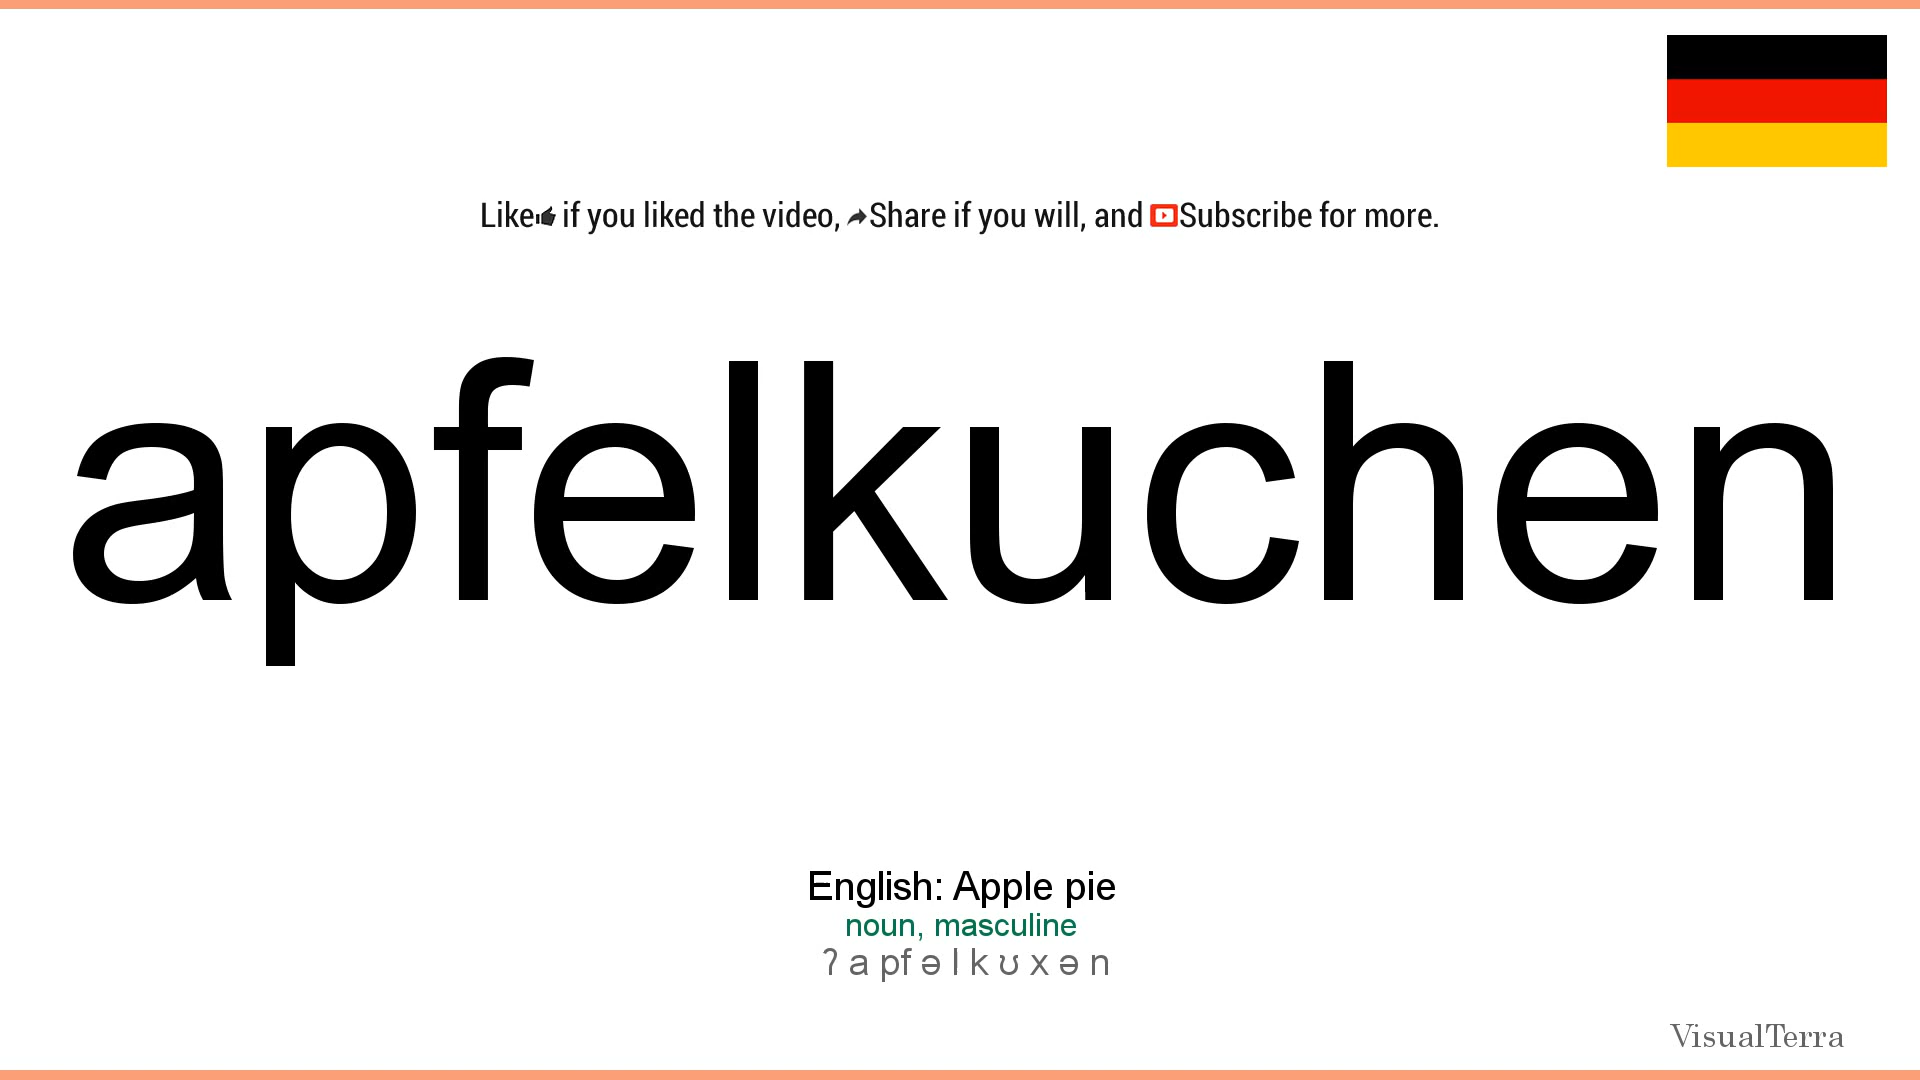 Like if you liked the video, Share if you will, and Subscribe for more.
apfelkuchen
English: Apple pie
noun, masculine
ʔ a pf ə l k ʊ x ə n
VisualTerra